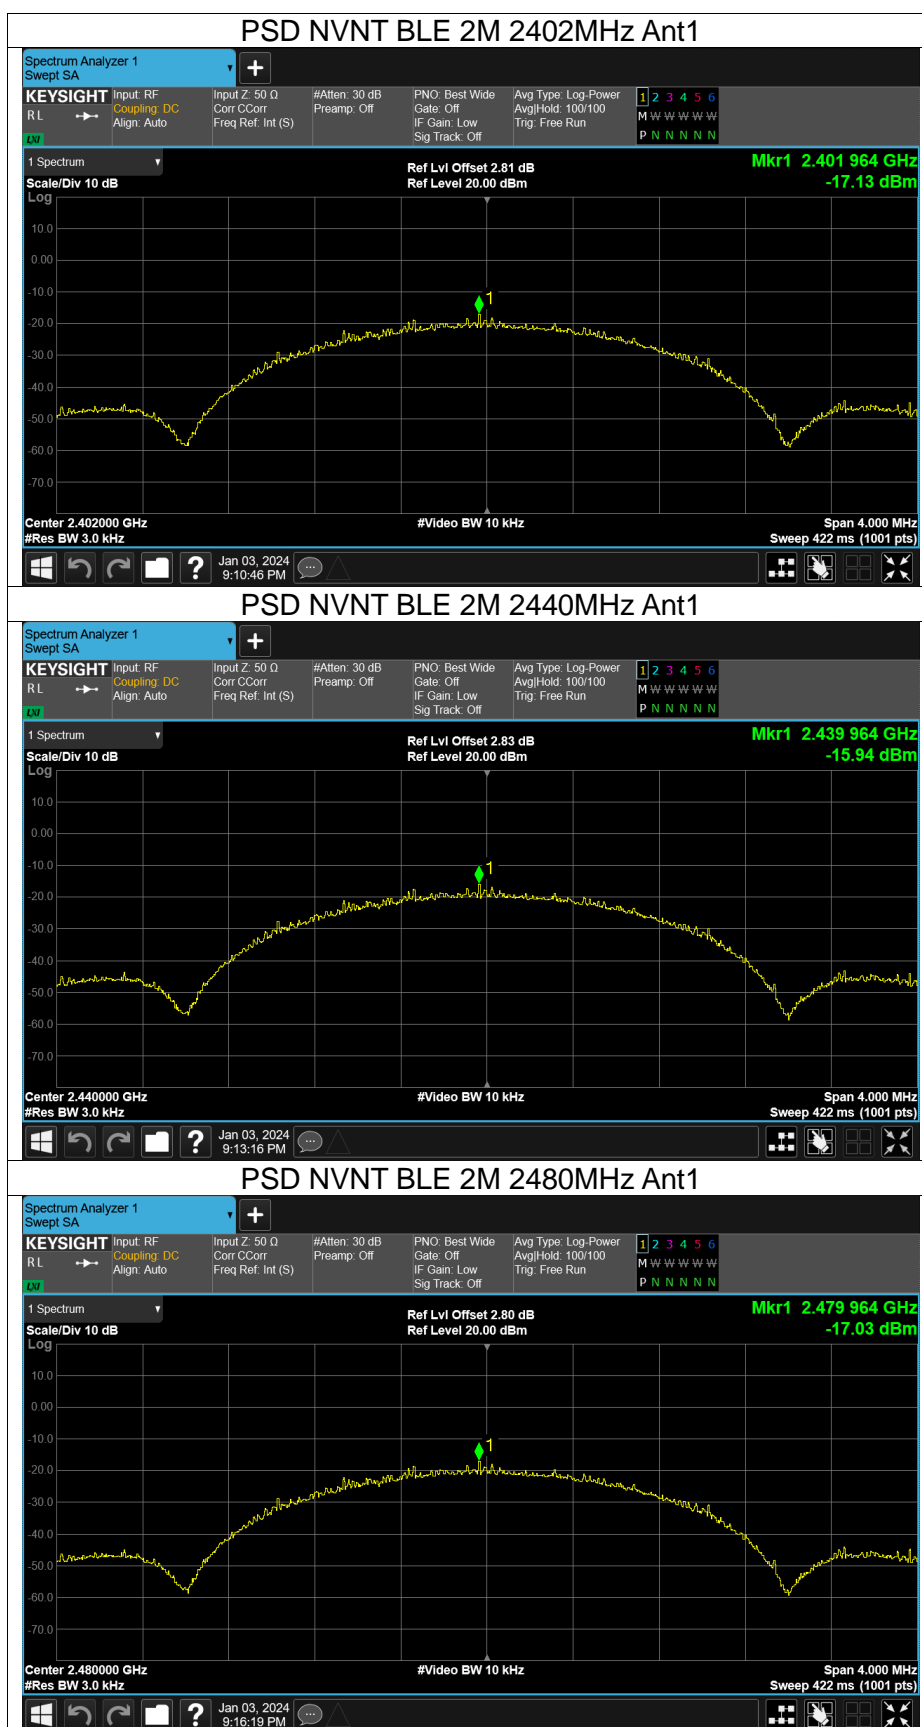 PSD NVNT BLE 2M 2402MHz Ant1
Spectrum Analyzer 1
Swept SA
+
KEYSIGHT Input: RF Input Z: 50 Ω #Atten: 30 dB PNO: Best Wide Avg Type: Log-Power 1 2 3 4 5 6
RL Coupling: DC Corr CCorr Preamp: Off Gate: Off Avg|Hold: 100/100 M W W W W W
Align: Auto Freq Ref: Int (S) IF Gain: Low Trig: Free Run
LXI Sig Track: Off P N N N N N
1 Spectrum Ref Lvl Offset 2.81 dB Mkr1 2.401 964 GHz
Scale/Div 10 dB Ref Level 20.00 dBm -17.13 dBm
Log
10.0
0.00
-10.0
1
-20.0
-30.0
-40.0
-50.0
-60.0
-70.0
Center 2.402000 GHz #Video BW 10 kHz Span 4.000 MHz
#Res BW 3.0 kHz Sweep 422 ms (1001 pts)
? Jan 03, 2024
9:10:46 PM
PSD NVNT BLE 2M 2440MHz Ant1
Spectrum Analyzer 1
Swept SA
+
KEYSIGHT Input: RF Input Z: 50 Ω #Atten: 30 dB PNO: Best Wide Avg Type: Log-Power 1 2 3 4 5 6
RL Coupling: DC Corr CCorr Preamp: Off Gate: Off Avg|Hold: 100/100 M W W W W W
Align: Auto Freq Ref: Int (S) IF Gain: Low Trig: Free Run
LXI Sig Track: Off P N N N N N
1 Spectrum Ref Lvl Offset 2.83 dB Mkr1 2.439 964 GHz
Scale/Div 10 dB Ref Level 20.00 dBm -15.94 dBm
Log
10.0
0.00
-10.0
1
-20.0
-30.0
-40.0
-50.0
-60.0
-70.0
Center 2.440000 GHz #Video BW 10 kHz Span 4.000 MHz
#Res BW 3.0 kHz Sweep 422 ms (1001 pts)
? Jan 03, 2024
9:13:16 PM
PSD NVNT BLE 2M 2480MHz Ant1
Spectrum Analyzer 1
Swept SA
+
KEYSIGHT Input: RF Input Z: 50 Ω #Atten: 30 dB PNO: Best Wide Avg Type: Log-Power 1 2 3 4 5 6
RL Coupling: DC Corr CCorr Preamp: Off Gate: Off Avg|Hold: 100/100 M W W W W W
Align: Auto Freq Ref: Int (S) IF Gain: Low Trig: Free Run
LXI Sig Track: Off P N N N N N
1 Spectrum Ref Lvl Offset 2.80 dB Mkr1 2.479 964 GHz
Scale/Div 10 dB Ref Level 20.00 dBm -17.03 dBm
Log
10.0
0.00
-10.0
1
-20.0
-30.0
-40.0
-50.0
-60.0
-70.0
Center 2.480000 GHz #Video BW 10 kHz Span 4.000 MHz
#Res BW 3.0 kHz Sweep 422 ms (1001 pts)
? Jan 03, 2024
9:16:19 PM